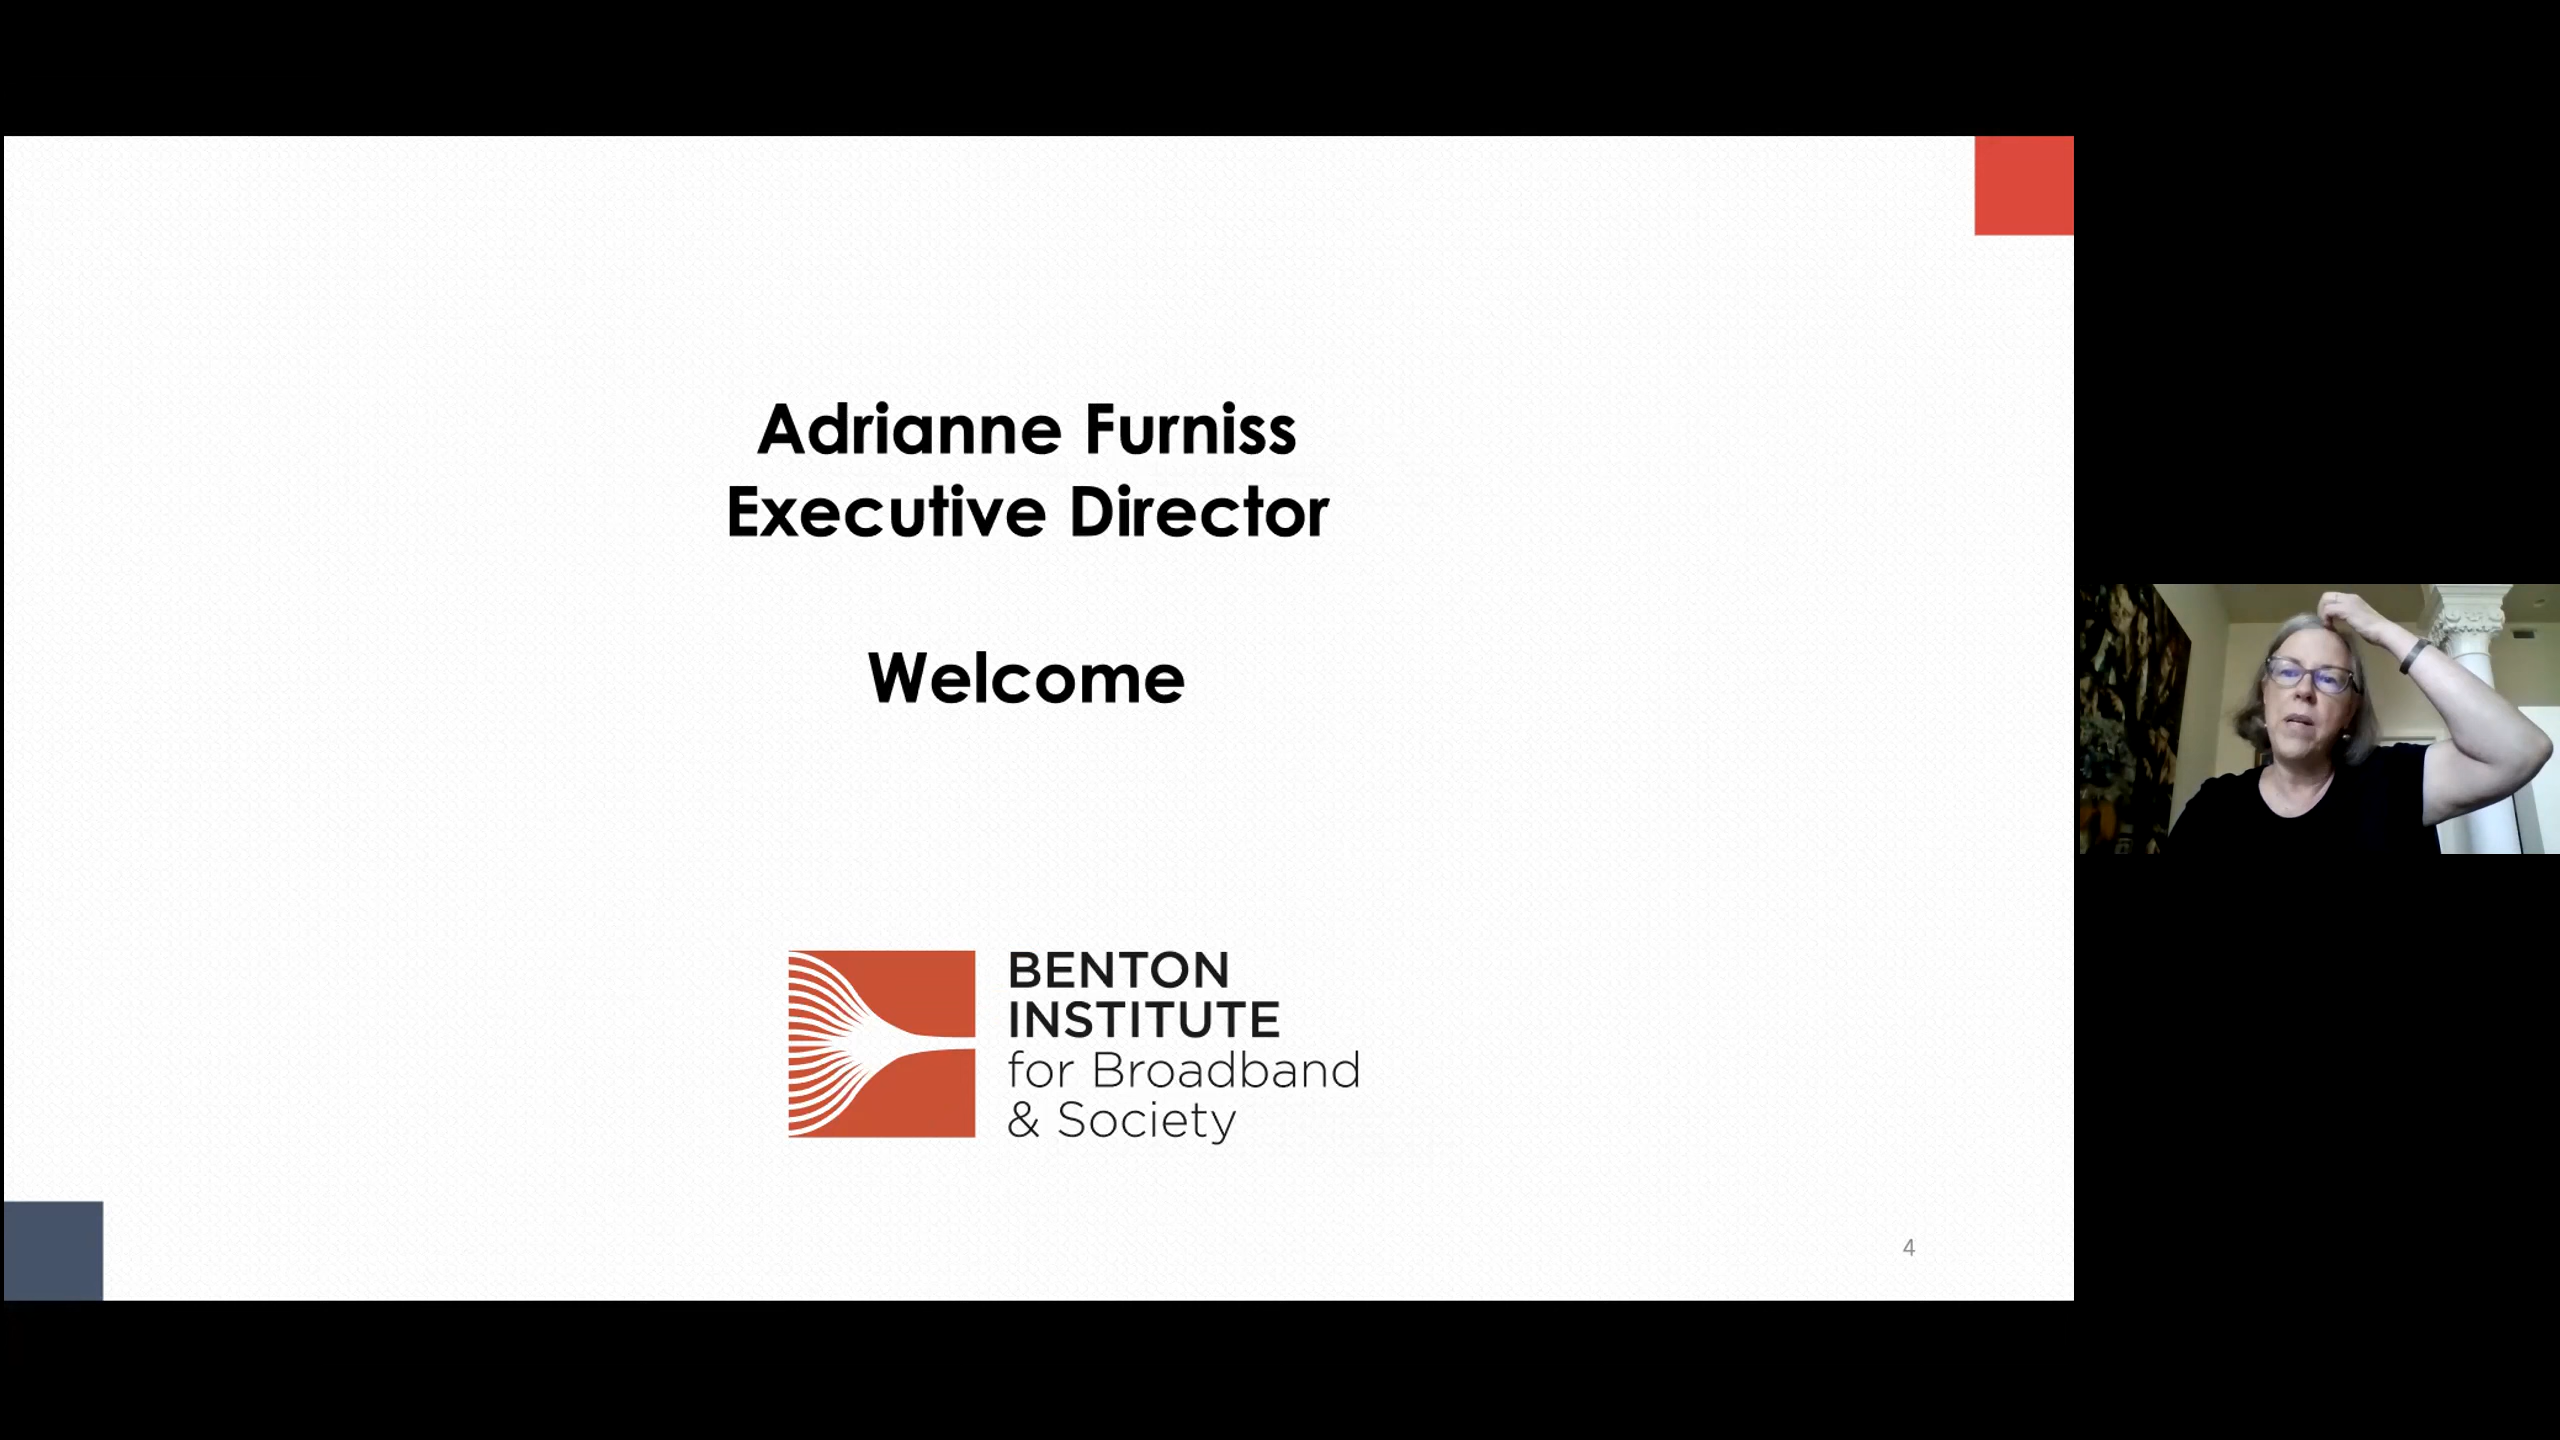 Adrianne Furniss
Executive Director
Welcome
BENTON
INSTITUTE
for Broadband
& Society
4